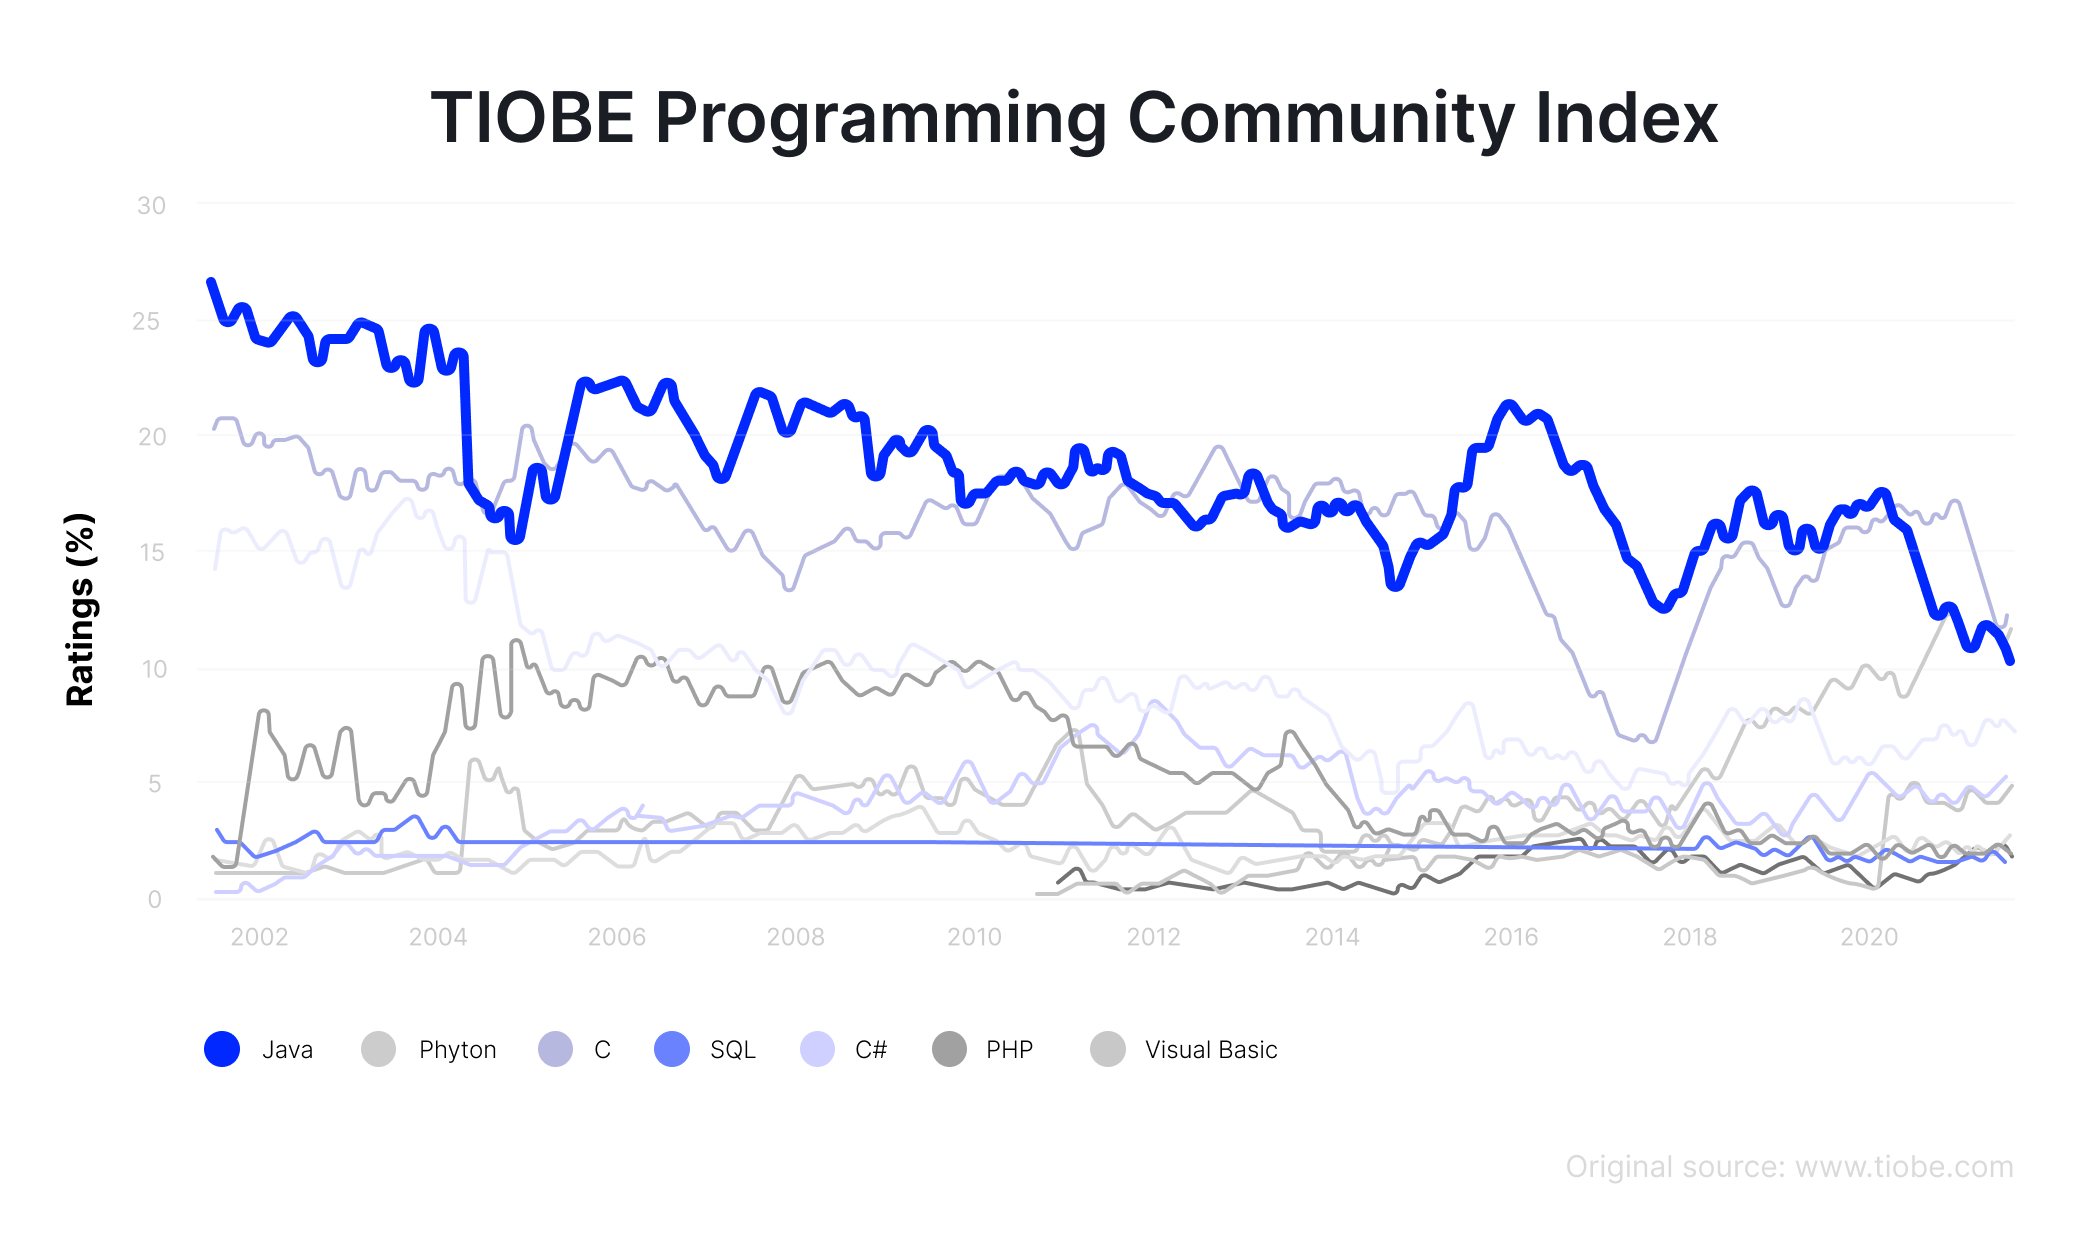 TIOBE Programming Community Index
Ratings (%)
30
25
20
15
10
5
0
2002 2004 2006 2008 2010 2012 2014 2016 2018 2020
Java Phyton C SQL C# PHP Visual Basic
Original source: www.tiobe.com